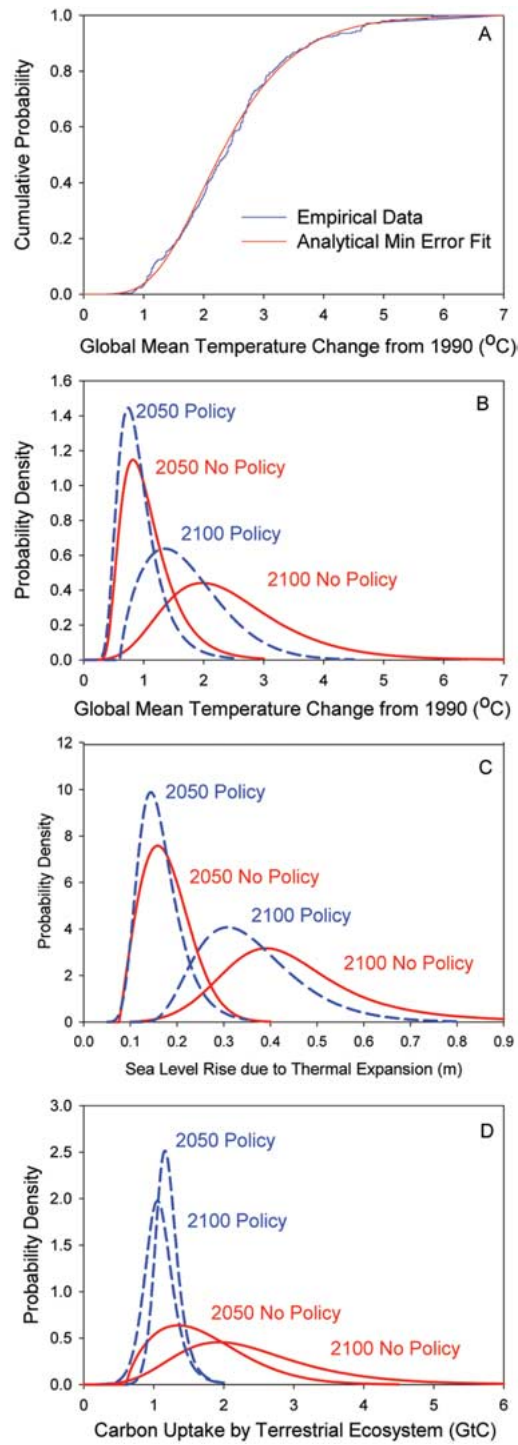 1.0
A
0.8
0.6
0.4
0.2
0.0
Cumulative Probability
Empirical Data
Analytical Min Error Fit
0 1 2 3 4 5 6 7
Global Mean Temperature Change from 1990 (ºC)
1.6
B
1.4
1.2
1.0
0.8
0.6
0.4
0.2
0.0
Probability Density
2050 Policy
2050 No Policy
2100 Policy
2100 No Policy
0 1 2 3 4 5 6 7
Global Mean Temperature Change from 1990 (ºC)
12
C
10
8
6
4
2
0
Probability Density
2050 Policy
2050 No Policy
2100 Policy
2100 No Policy
0.0 0.1 0.2 0.3 0.4 0.5 0.6 0.7 0.8 0.9
Sea Level Rise due to Thermal Expansion (m)
3.0
D
2.5
2.0
1.5
1.0
0.5
0.0
Probability Density
2050 Policy
2100 Policy
2050 No Policy
2100 No Policy
0 1 2 3 4 5 6
Carbon Uptake by Terrestrial Ecosystem (GtC)